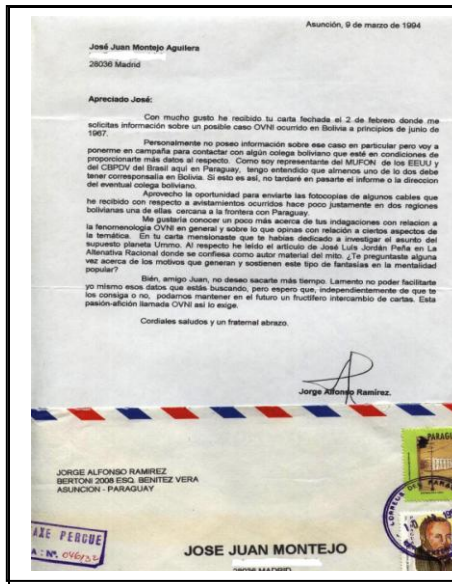 Asunción, 9 de marzo de 1994
José Juan Montejo Aguilera
28036 Madrid
Apreciado José:
Con mucho gusto he recibido tu carta fechada el 2 de febrero donde me
solicitas información sobre un posible caso OVNI ocurrido en Bolivia a principios de junio de
1967.
Personalmente no poseo información sobre ese caso en particular pero voy a
ponerme en campaña para contactar con algún colega boliviano que esté en condiciones de
proporcionarte más datos al respecto. Como soy representante del MUFON de los EEUU y
del CBPDV del Brasil aquí en Paraguay, tengo entendido que almenos uno de lo dos debe
tener corresponsalía en Bolivia. Si esto es así, no tardaré en pasarte el informe o la direccion
del eventual colega boliviano.
Aprovecho la oportunidad para enviarte las fotocopias de algunos cables que
he recibido con respecto a avistamientos ocurridos hace poco justamente en dos regiones
bolivianas una de ellas cercana a la frontera con Paraguay.
Me gustaría conocer un poco más acerca de tus indagaciones con relacion a
la fenomenologia OVNI en general y sobre lo que opinas con relación a ciertos aspectos de
la temática. En tu carta mensionaste que te habías dedicado a investigar el asunto del
supuesto planeta Ummo. Al respecto he leído el artículo de José Luis Jordán Peña en La
Altenativa Racional donde se confiesa como autor material del mito. ¿Te preguntaste alguna
vez acerca de los motivos que generan y sostienen este tipo de fantasias en la mentalidad
popular?
Bién, amigo Juan, no deseo sacarte más tiempo. Lamento no poder facilitarte
yo mismo esos datos que estás buscando, pero espero que, independientemente de que te
los consiga o no, podamos mantener en el futuro un fructífero intercambio de cartas. Esta
pasión-afición llamada OVNI así lo exige.
Cordiales saludos y un fraternal abrazo.
Jorge Alfonso Ramírez.
JORGE ALFONSO RAMIREZ
BERTONI 2008 ESQ. BENITEZ VERA
ASUNCION - PARAGUAY
PARAGUA
CORREOS DEL PARA
TAXE PERCUE
Nº. 046/32
JOSE JUAN MONTEJO
28036 MADRID